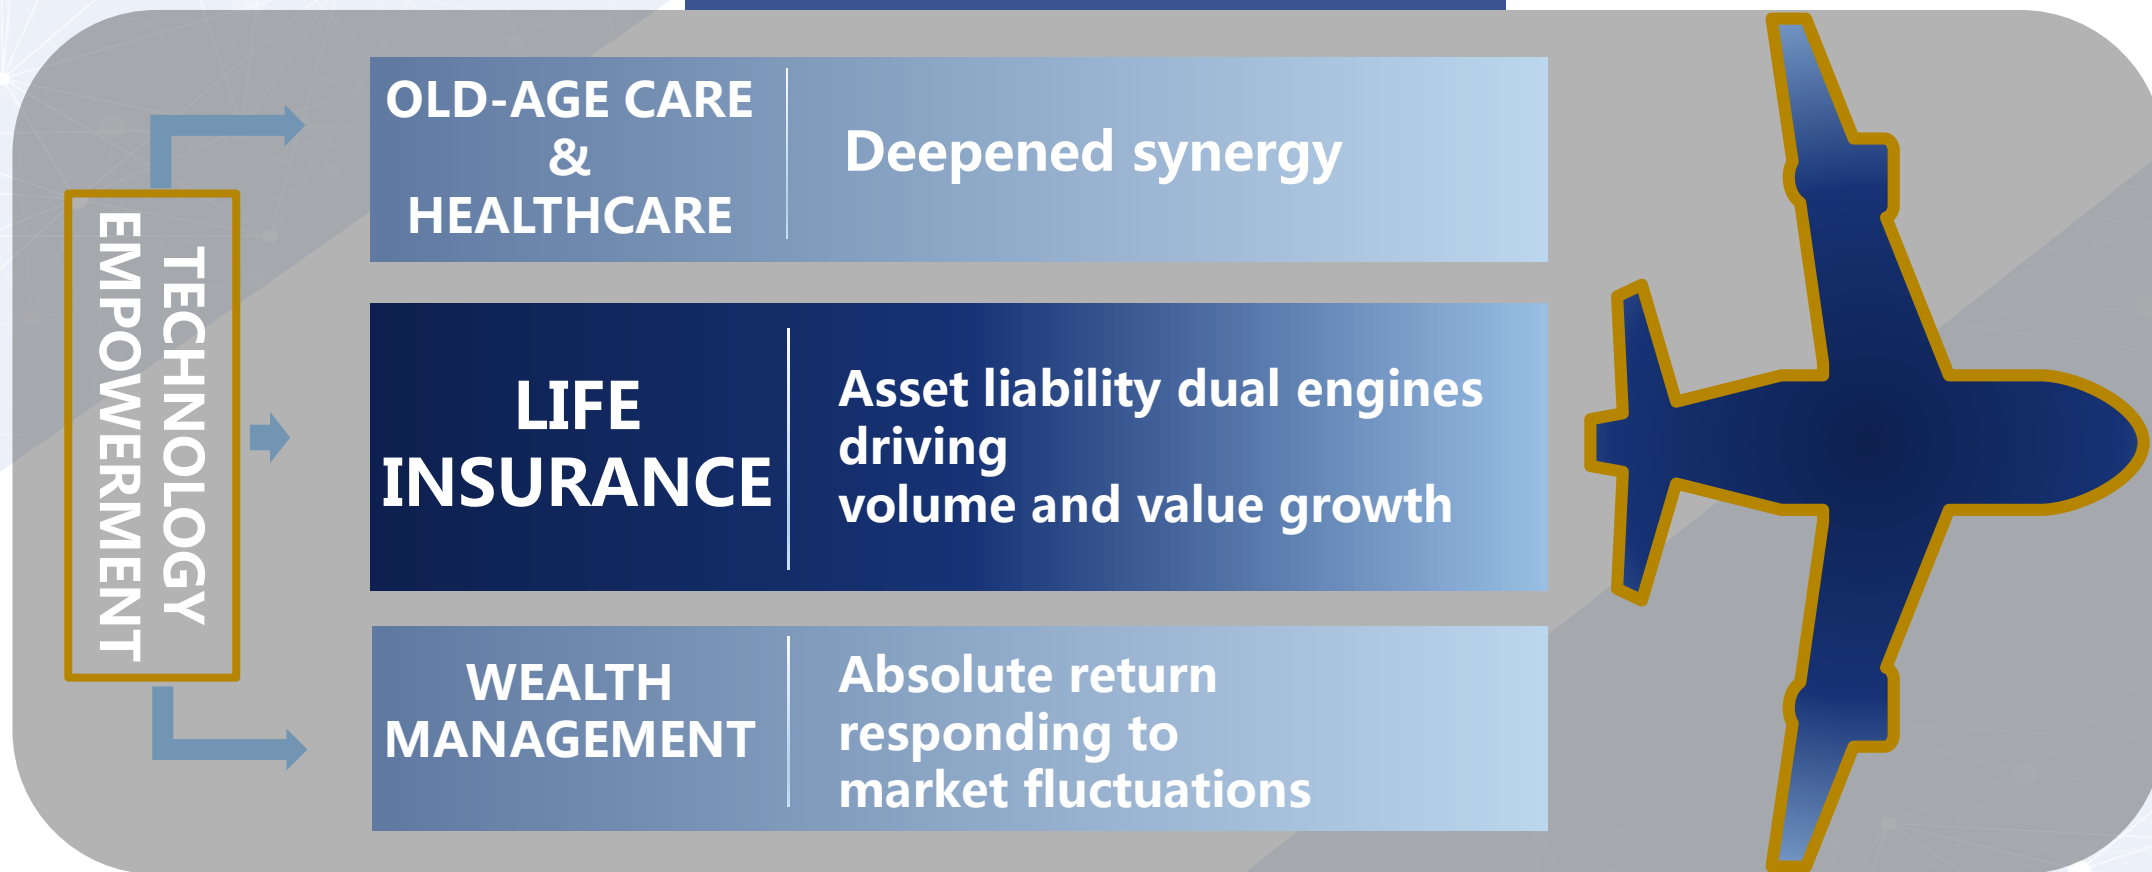 TECHNOLOGY
EMPOWERMENT
OLD-AGE CARE
&
HEALTHCARE
Deepened synergy
LIFE
INSURANCE
Asset liability dual engines
driving
volume and value growth
WEALTH
MANAGEMENT
Absolute return
responding to
market fluctuations